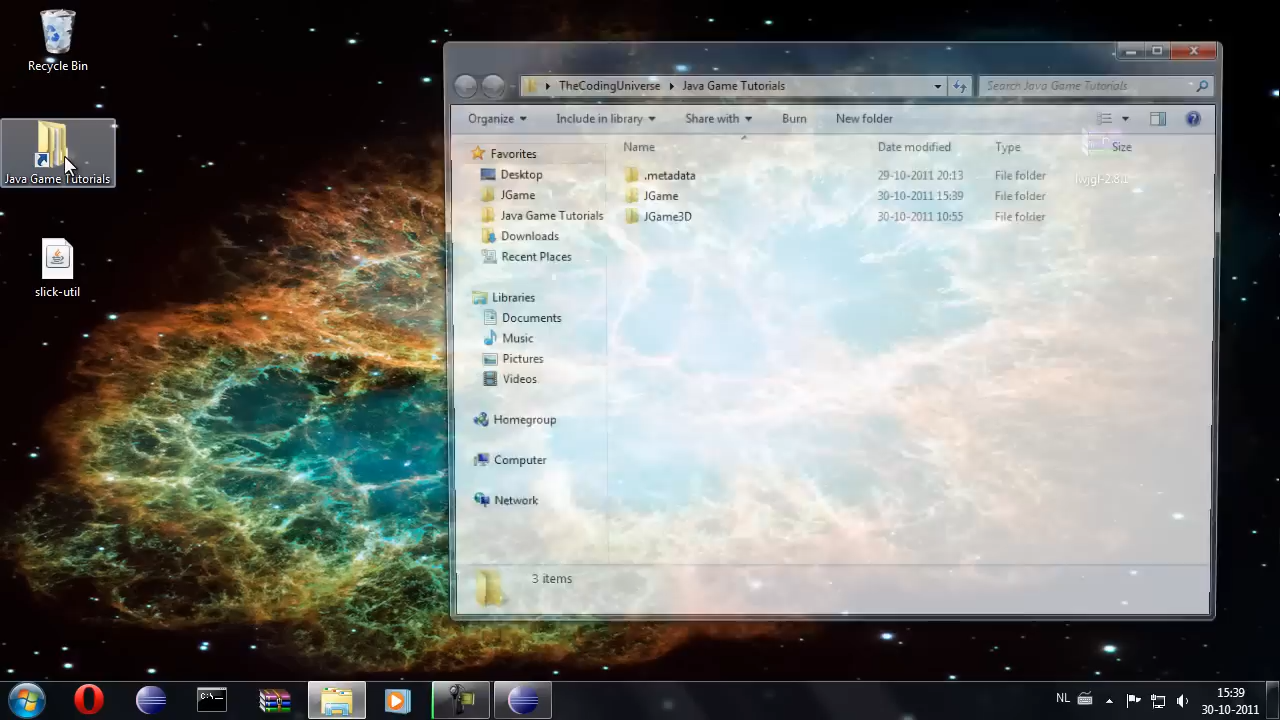 Recycle Bin
Java Game Tutorials
slick-util
TheCodingUniverse
Java Game Tutorials
Search Java Game Tutorials
Organize
Include in library
Share with
Burn
New folder
Name
Date modified
Type
Size
.metadata
29-10-2011 20:13
File folder
JGame
30-10-2011 15:39
File folder
JGame3D
30-10-2011 10:55
File folder
lwjgl-2.8.1
Favorites
Desktop
JGame
Java Game Tutorials
Downloads
Recent Places
Libraries
Documents
Music
Pictures
Videos
Homegroup
Computer
Network
3 items
C:\.
NL
15:39
30-10-2011